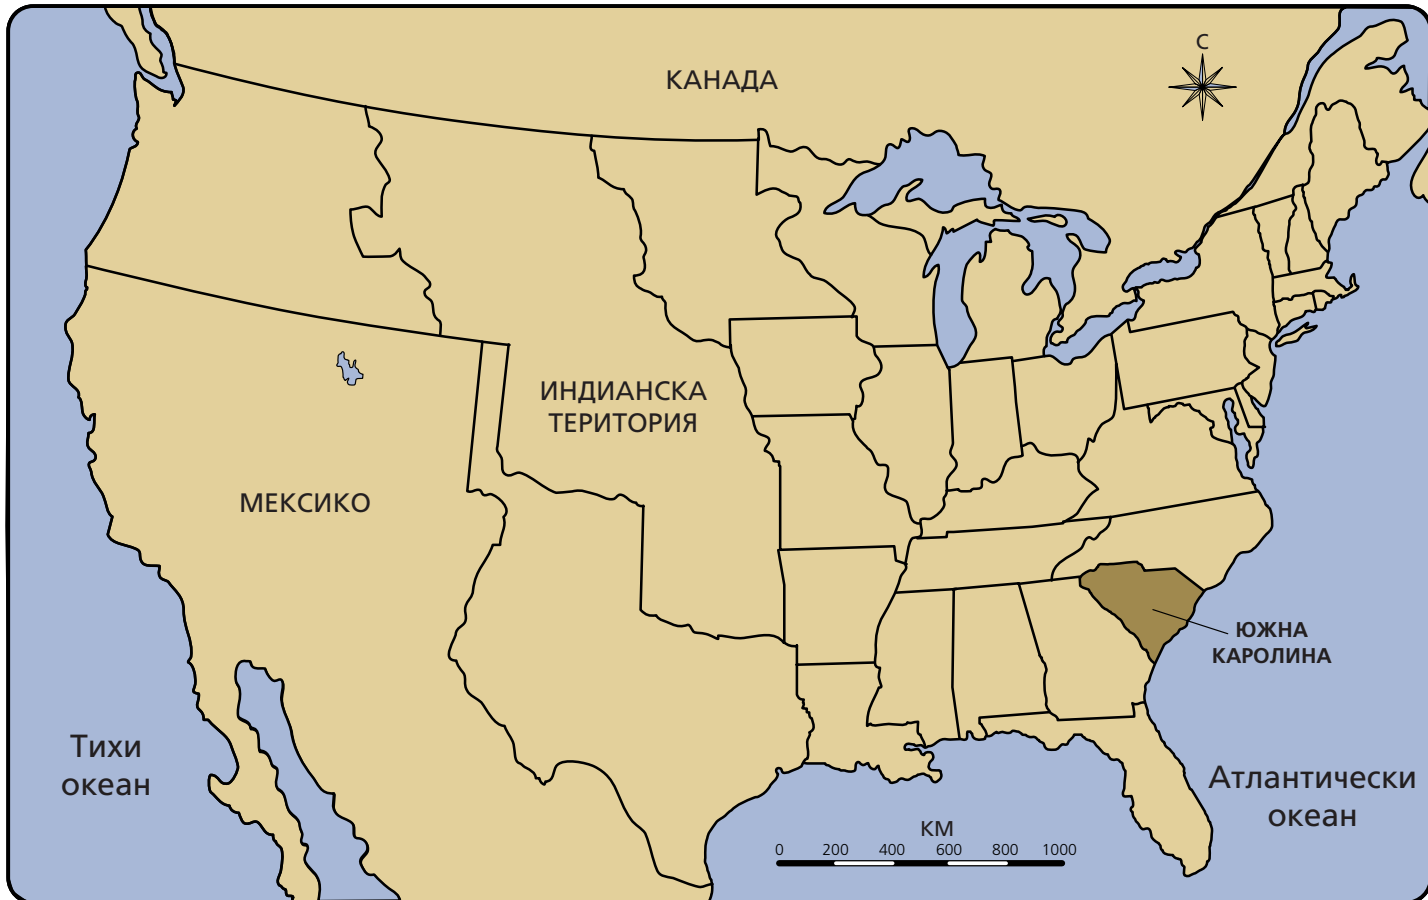 С
КАНАДА
ИНДИАНСКА
ТЕРИТОРИЯ
МЕКСИКО
ЮЖНА
КАРОЛИНА
Тихи
океан
Атлантически
океан
КМ
0 200 400 600 800 1000